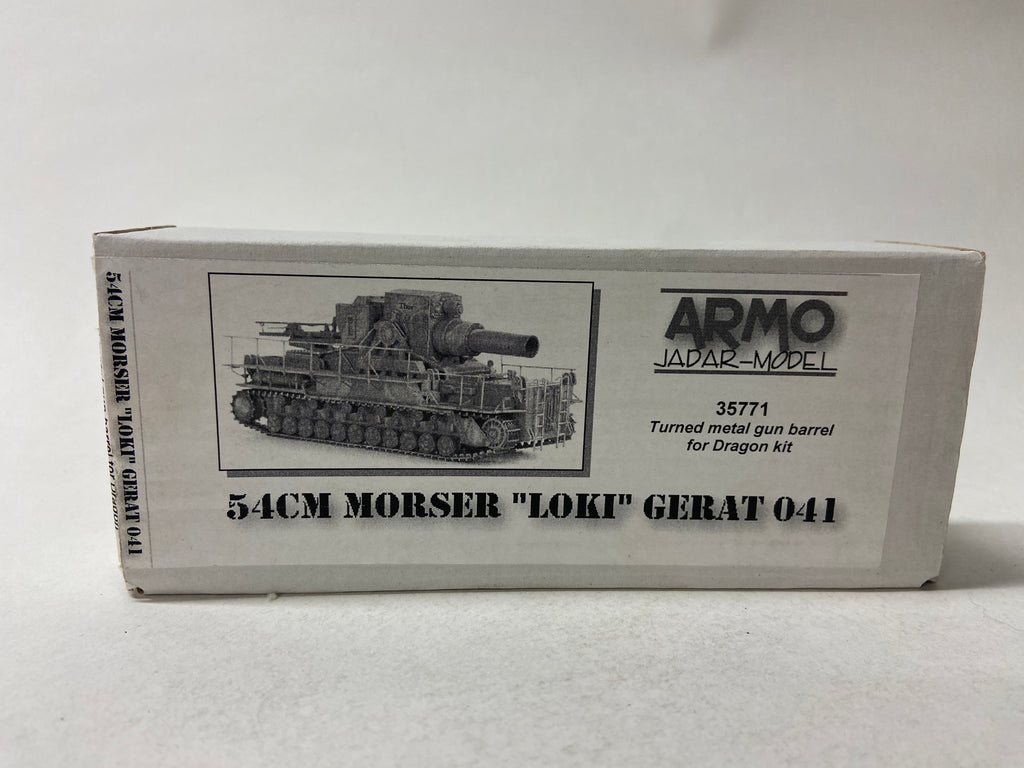 ARMO
JADAR-MODEL
35771
Turned metal gun barrel
for Dragon kit
54CM MORSER "LOKI" GERAT 041
54CM MORSER "LOKI" GERAT 041